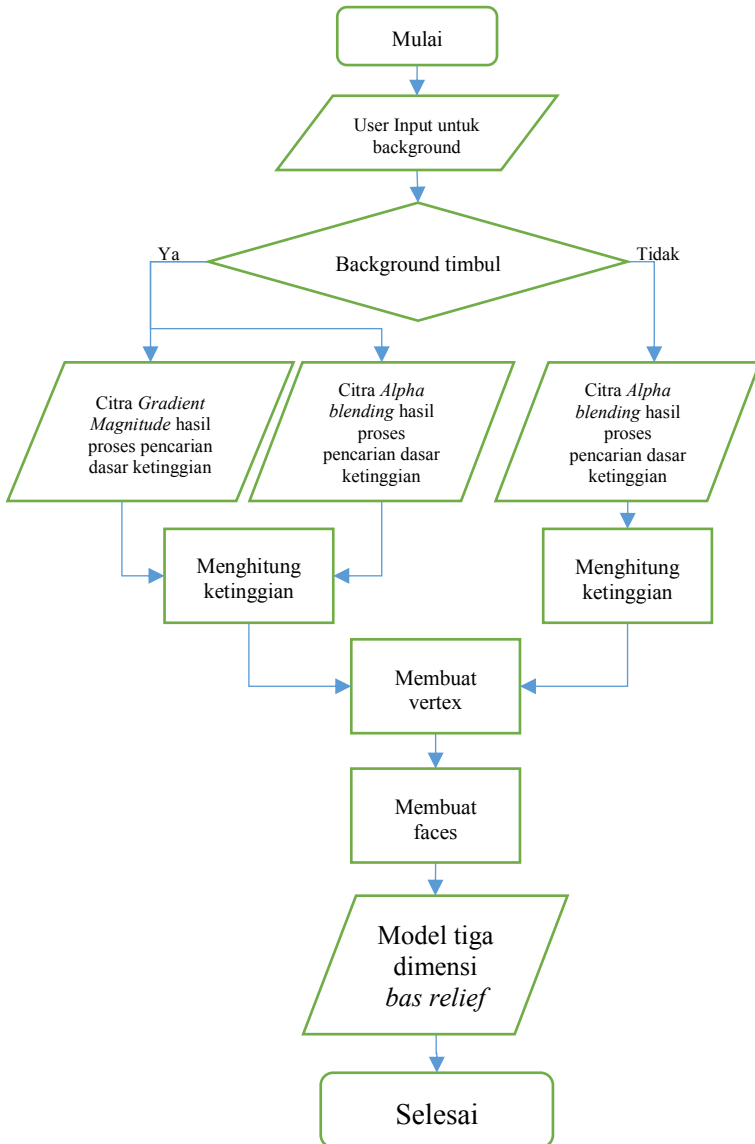 Mulai
User Input untuk
background
Ya
Background timbul
Tidak
Citra Gradient
Magnitude hasil
proses pencarian
dasar ketinggian
Citra Alpha
blending hasil
proses
pencarian dasar
ketinggian
Citra Alpha
blending hasil
proses
pencarian dasar
ketinggian
Menghitung
ketinggian
Menghitung
ketinggian
Membuat
vertex
Membuat
faces
Model tiga
dimensi
bas relief
Selesai